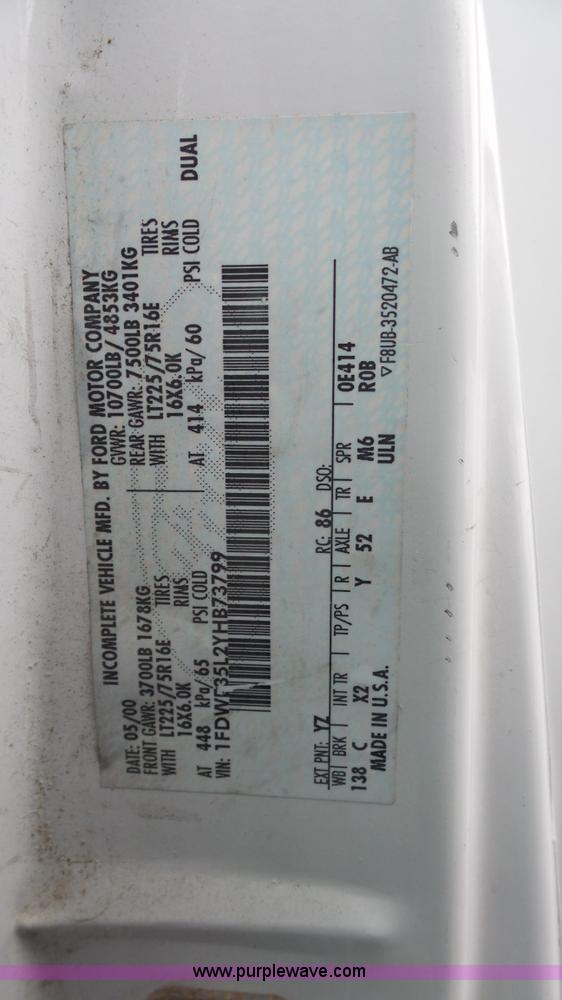 INCOMPLETE VEHICLE MFD. BY FORD MOTOR COMPANY
DATE: 05/00 GVWR: 10700LB/ 4853KG
FRONT GAWR: 3700LB 1678KG REAR GAWR: 7500LB 3401KG
WITH LT225/75R16E TIRES WITH LT225/75R16E TIRES
16X6.0K RIMS 16X6.0K RIMS
AT 448 kPa/65 PSI COLD AT 414 kPa/60 PSI COLD DUAL
VIN: 1FDWF35L2YHB73799
EXT PNT: YZ RC: 86 DSO:
WB BRK INT TR TP/PS R AXLE TR SPR 0E414
138 C X2 Y 52 E M6 ROB
MADE IN U.S.A. ULN
▽F8UB-3520472-AB
www.purplewave.com